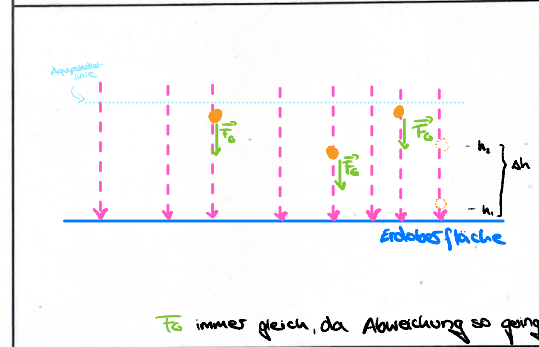 Äquipotential-
linie
F_G
F_G
F_G
h₂
Δh
h₁
Erdoberfläche
F_G immer gleich, da Abweichung so gering